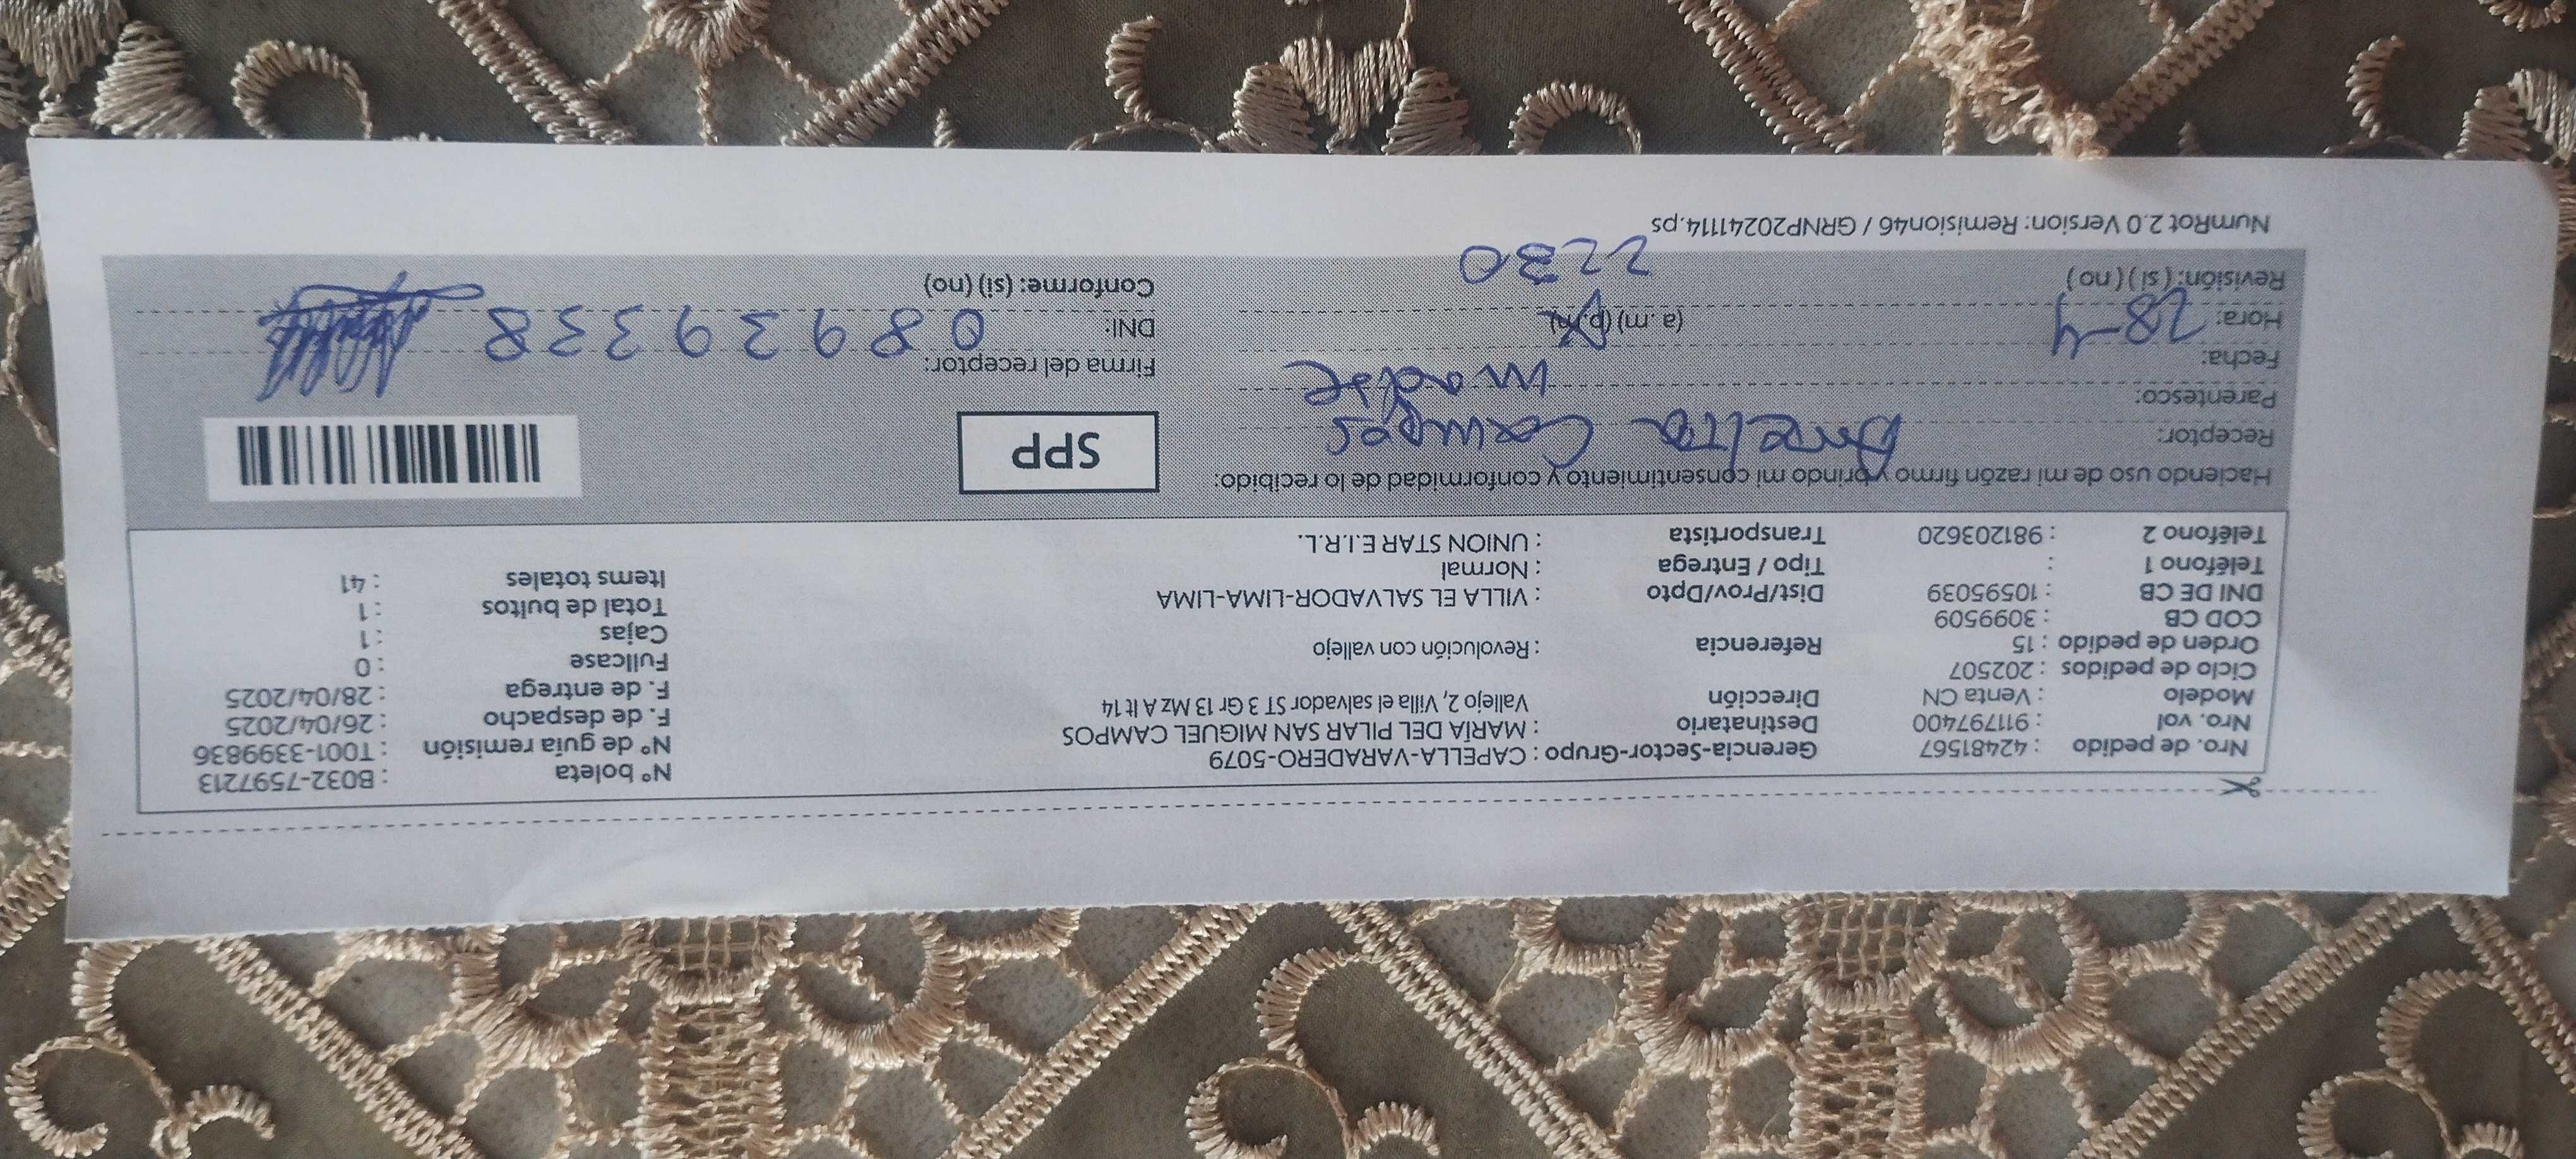 Nro. de pedido : 42481567 Gerencia-Sector-Grupo : CAPELLA-VARADERO-5079 N° boleta : B032-7597213
Nro. vol : 911797400 Destinatario : MARÍA DEL PILAR SAN MIGUEL CAMPOS N° de guía remisión : T001-3399836
Modelo : Venta CN Dirección Vallejo 2, Villa el salvador ST 3 Gr 13 Mz A lt 14 F. de despacho : 26/04/2025
Ciclo de pedidos : 202507 F. de entrega : 28/04/2025
Orden de pedido : 15 Referencia : Revolución con vallejo Fullcase : 0
COD CB : 3099509 Cajas : 1
DNI DE CB : 10595039 Dist/Prov/Dpto : VILLA EL SALVADOR-LIMA-LIMA Total de bultos : 1
Teléfono 1 : Tipo / Entrega : Normal Items totales : 41
Teléfono 2 : 981203620 Transportista : UNION STAR E.I.R.L.
Haciendo uso de mi razón firmo y brindo mi consentimiento y conformidad de lo recibido:
SPP
Receptor: Campos
Parentesco: madre
Firma del receptor:
Fecha: 28-4
DNI: 08939338
Hora: (a. m) (p. m) 2230
Revisión: ( si ) ( no )
Conforme: (si) (no)
NumRot 2.0 Version: Remision46 / GRNP20241114.ps